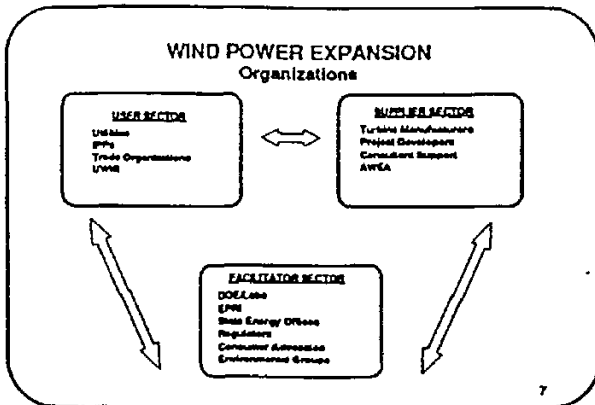 WIND POWER EXPANSION
Organizations
USER SECTOR
Utilities
IPPs
Trade Organizations
UWIG
SUPPLIER SECTOR
Turbine Manufacturers
Project Developers
Consultant Support
AWEA
FACILITATOR SECTOR
DOE/Labs
EPRI
State Energy Offices
Regulators
Consumer Advocates
Environmental Groups
7